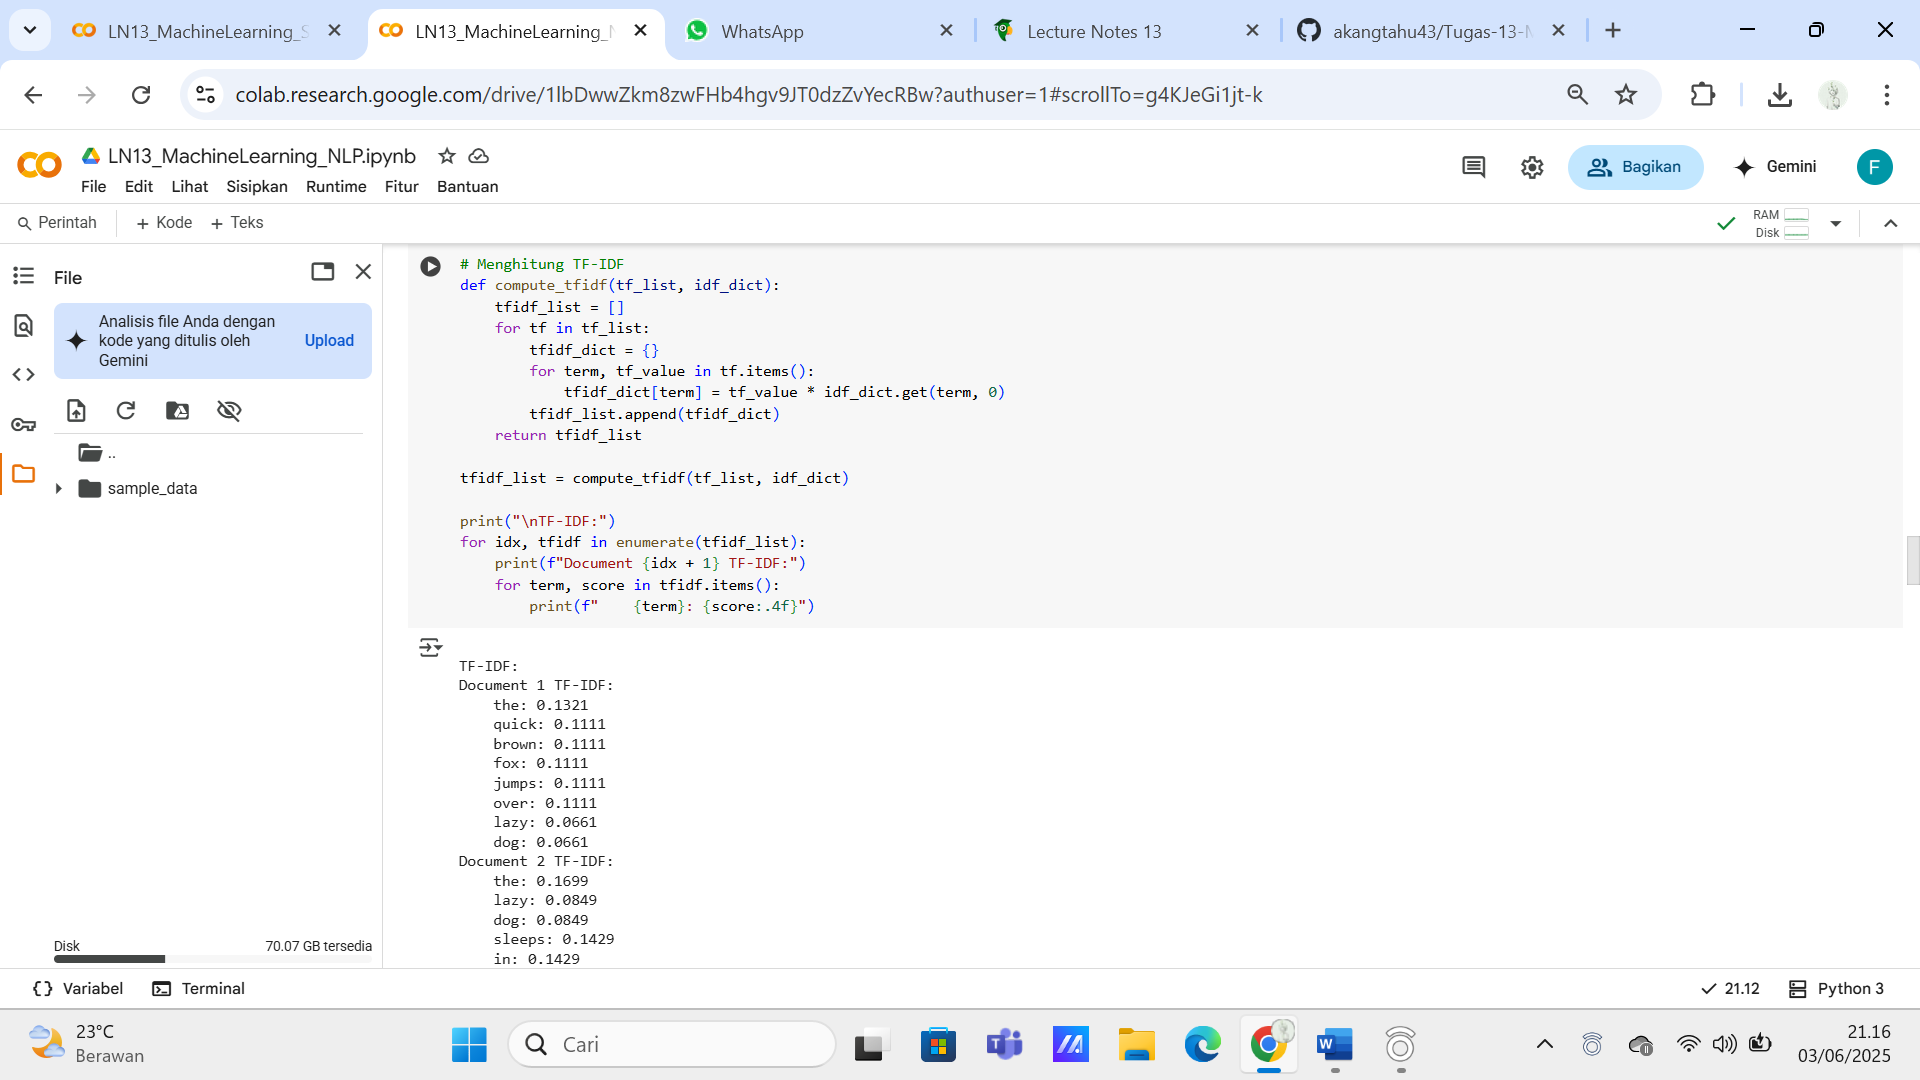 LN13_MachineLearning_S
LN13_MachineLearning_N
WhatsApp
Lecture Notes 13
akangtahu43/Tugas-13-M
colab.research.google.com/drive/1lbDwwZkm8zwFHb4hgv9JT0dzZvYecRBw?authuser=1#scrollTo=g4KJeGi1jt-k
LN13_MachineLearning_NLP.ipynb
File Edit Lihat Sisipkan Runtime Fitur Bantuan
Bagikan
Gemini
F
Perintah
+ Kode + Teks
RAM
Disk
File
Analisis file Anda dengan
kode yang ditulis oleh
Gemini
Upload
..
sample_data
Disk 70.07 GB tersedia
# Menghitung TF-IDF
def compute_tfidf(tf_list, idf_dict):
    tfidf_list = []
    for tf in tf_list:
        tfidf_dict = {}
        for term, tf_value in tf.items():
            tfidf_dict[term] = tf_value * idf_dict.get(term, 0)
        tfidf_list.append(tfidf_dict)
    return tfidf_list
tfidf_list = compute_tfidf(tf_list, idf_dict)
print("\nTF-IDF:")
for idx, tfidf in enumerate(tfidf_list):
    print(f"Document {idx + 1} TF-IDF:")
    for term, score in tfidf.items():
        print(f"    {term}: {score:.4f}")
TF-IDF:
Document 1 TF-IDF:
    the: 0.1321
    quick: 0.1111
    brown: 0.1111
    fox: 0.1111
    jumps: 0.1111
    over: 0.1111
    lazy: 0.0661
    dog: 0.0661
Document 2 TF-IDF:
    the: 0.1699
    lazy: 0.0849
    dog: 0.0849
    sleeps: 0.1429
    in: 0.1429
Variabel
Terminal
21.12
Python 3
23°C
Berawan
Cari
21.16
03/06/2025